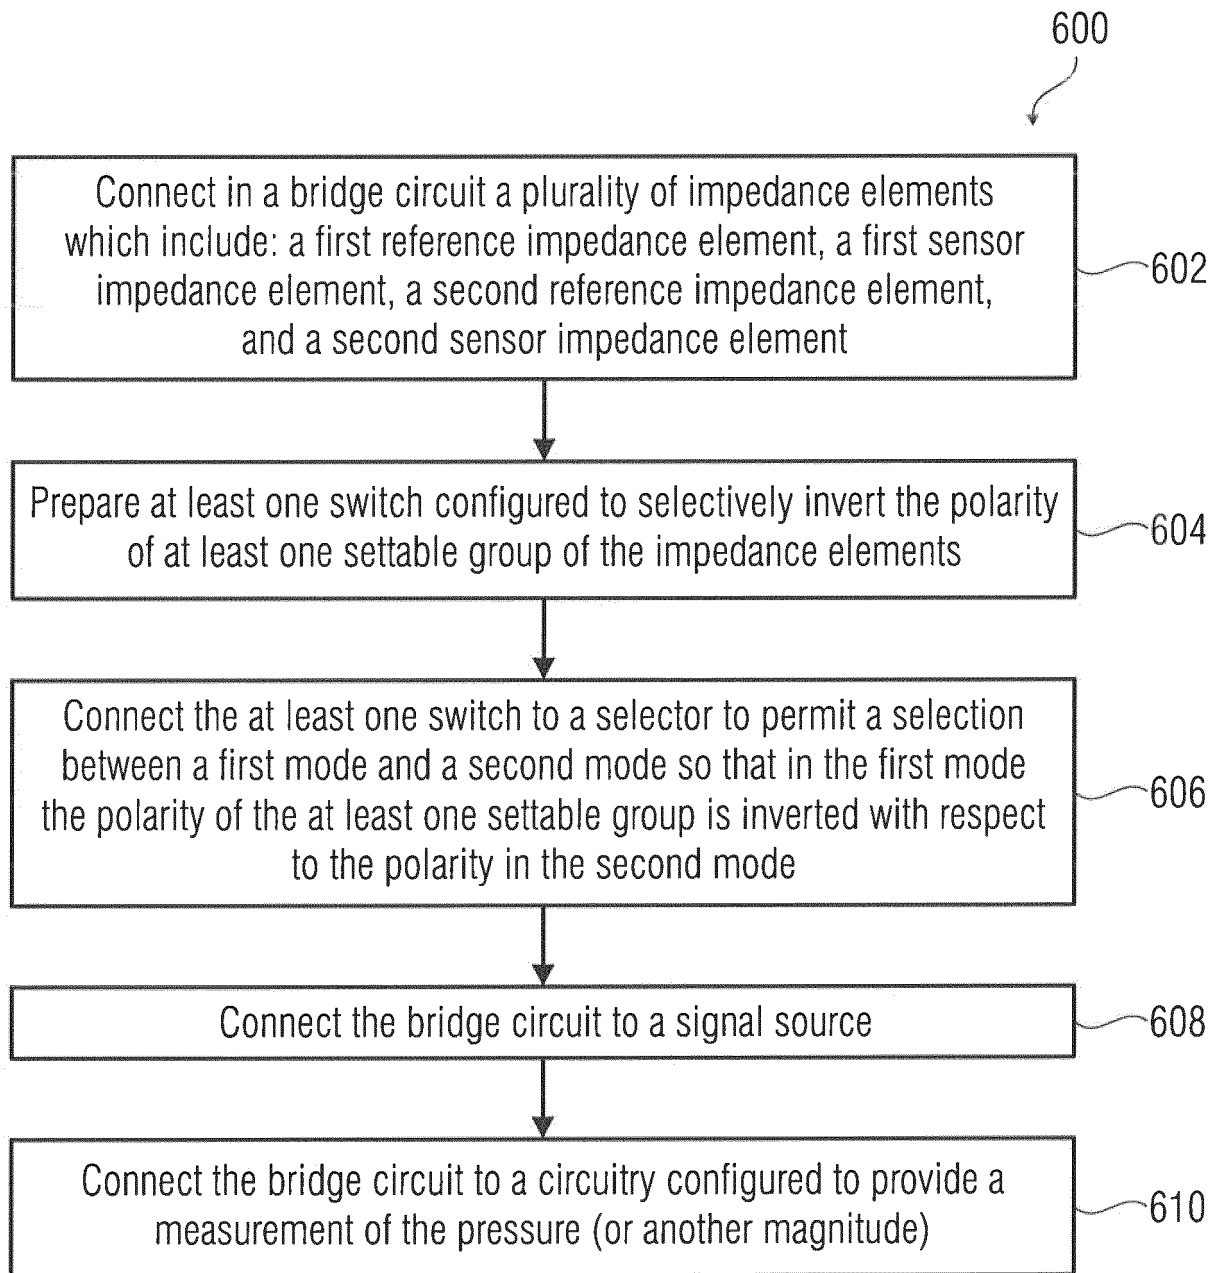 600
Connect in a bridge circuit a plurality of impedance elements
which include: a first reference impedance element, a first sensor
impedance element, a second reference impedance element,
and a second sensor impedance element
602
Prepare at least one switch configured to selectively invert the polarity
of at least one settable group of the impedance elements
604
Connect the at least one switch to a selector to permit a selection
between a first mode and a second mode so that in the first mode
the polarity of the at least one settable group is inverted with respect
to the polarity in the second mode
606
Connect the bridge circuit to a signal source
608
Connect the bridge circuit to a circuitry configured to provide a
measurement of the pressure (or another magnitude)
610